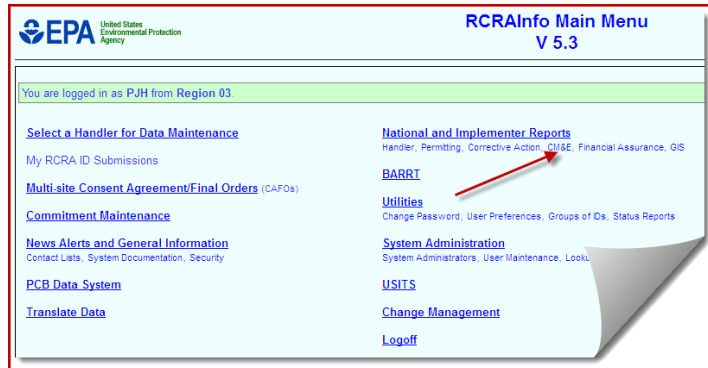 EPA United States
Environmental Protection
Agency
RCRAInfo Main Menu
V 5.3
You are logged in as PJH from Region 03.
Select a Handler for Data Maintenance
My RCRA ID Submissions
Multi-site Consent Agreement/Final Orders (CAFOs)
Commitment Maintenance
News Alerts and General Information
Contact Lists, System Documentation, Security
PCB Data System
Translate Data
National and Implementer Reports
Handler, Permitting, Corrective Action, CM&E, Financial Assurance, GIS
BARRT
Utilities
Change Password, User Preferences, Groups of IDs, Status Reports
System Administration
System Administrators, User Maintenance,
USITS
Change Management
Logoff